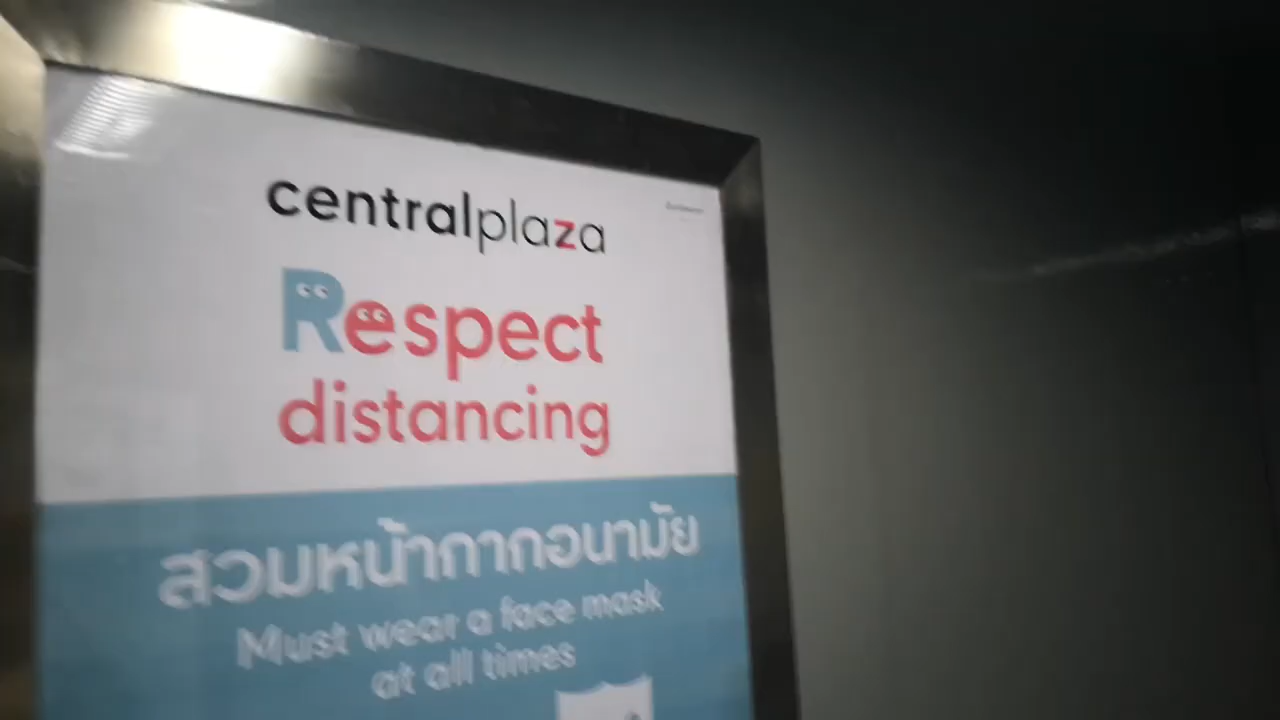 centralplaza
Respect
distancing
สวมหน้ากากอนามัย
Must wear a face mask
at all times